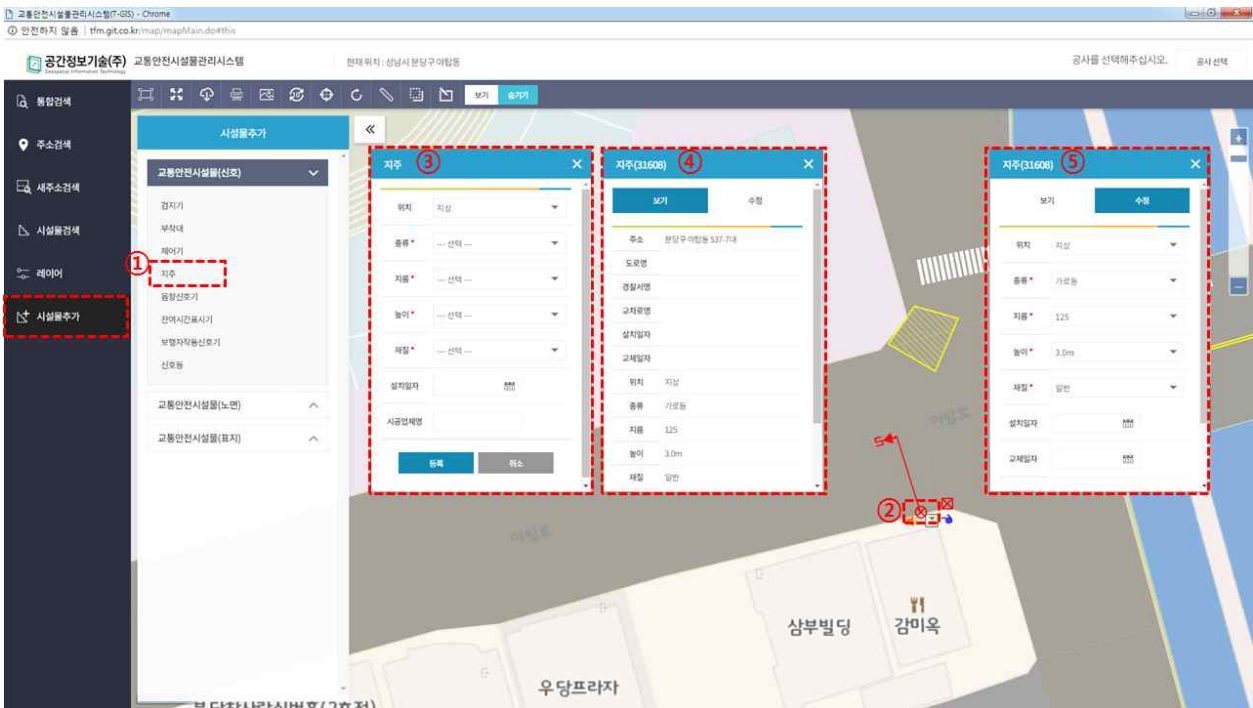 교통안전시설물관리시스템(T-GIS) - Chrome
안전하지 않음 | tfm.git.co.kr/map/mapMain.do#this
공간정보기술(주) 교통안전시설물관리시스템
Geospatial Information Technology
현재 위치 : 성남시 분당구 야탑동
공사를 선택해주십시오.
공사 선택
통합검색
주소검색
새주소검색
시설물검색
레이어
시설물추가
보기
숨기기
시설물추가
교통안전시설물(신호)
검지기
부착대
제어기
①
지주
음향신호기
잔여시간표시기
보행자작동신호기
신호등
교통안전시설물(노면)
교통안전시설물(표지)
지주 ③
위치 지상
종류 * --- 선택 ---
지름 * --- 선택 ---
높이 * --- 선택 ---
재질 * --- 선택 ---
설치일자
시공업체명
등록 취소
지주(31608) ④
보기 수정
주소 분당구 야탑동 537-7대
도로명
경찰서명
교차로명
설치일자
교체일자
위치 지상
종류 가로등
지름 125
높이 3.0m
재질 일반
지주(31608) ⑤
보기 수정
위치 지상
종류 * 가로등
지름 * 125
높이 * 3.0m
재질 * 일반
설치일자
교체일자
②
야탑로
야탑로
삼부빌딩
감미옥
우당프라자